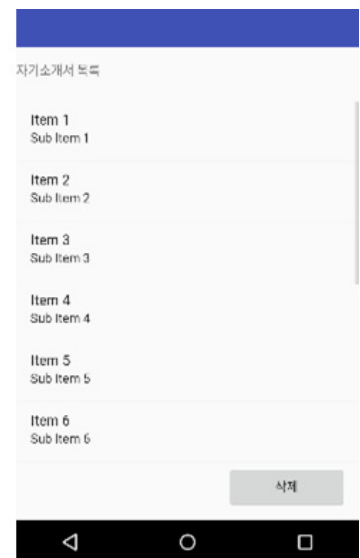 자기소개서 목록
Item 1
Sub Item 1
Item 2
Sub Item 2
Item 3
Sub Item 3
Item 4
Sub Item 4
Item 5
Sub Item 5
Item 6
Sub Item 6
삭제